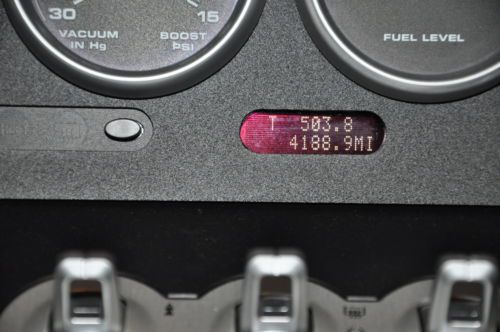 30
15
VACUUM
IN Hg
BOOST
PSI
FUEL LEVEL
T 503.8
4188.9MI